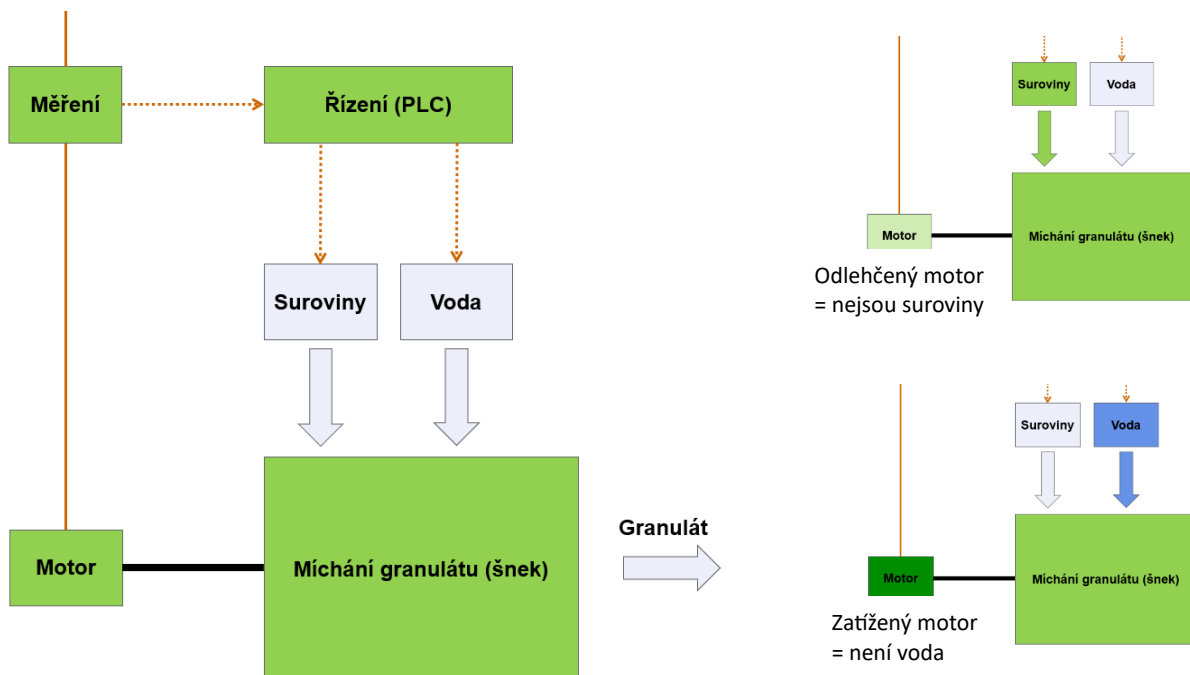 Měření
Řízení (PLC)
Suroviny
Voda
Motor
Míchání granulátu (šnek)
Granulát
Suroviny
Voda
Motor
Míchání granulátu (šnek)
Odlehčený motor
= nejsou suroviny
Suroviny
Voda
Motor
Míchání granulátu (šnek)
Zatížený motor
= není voda